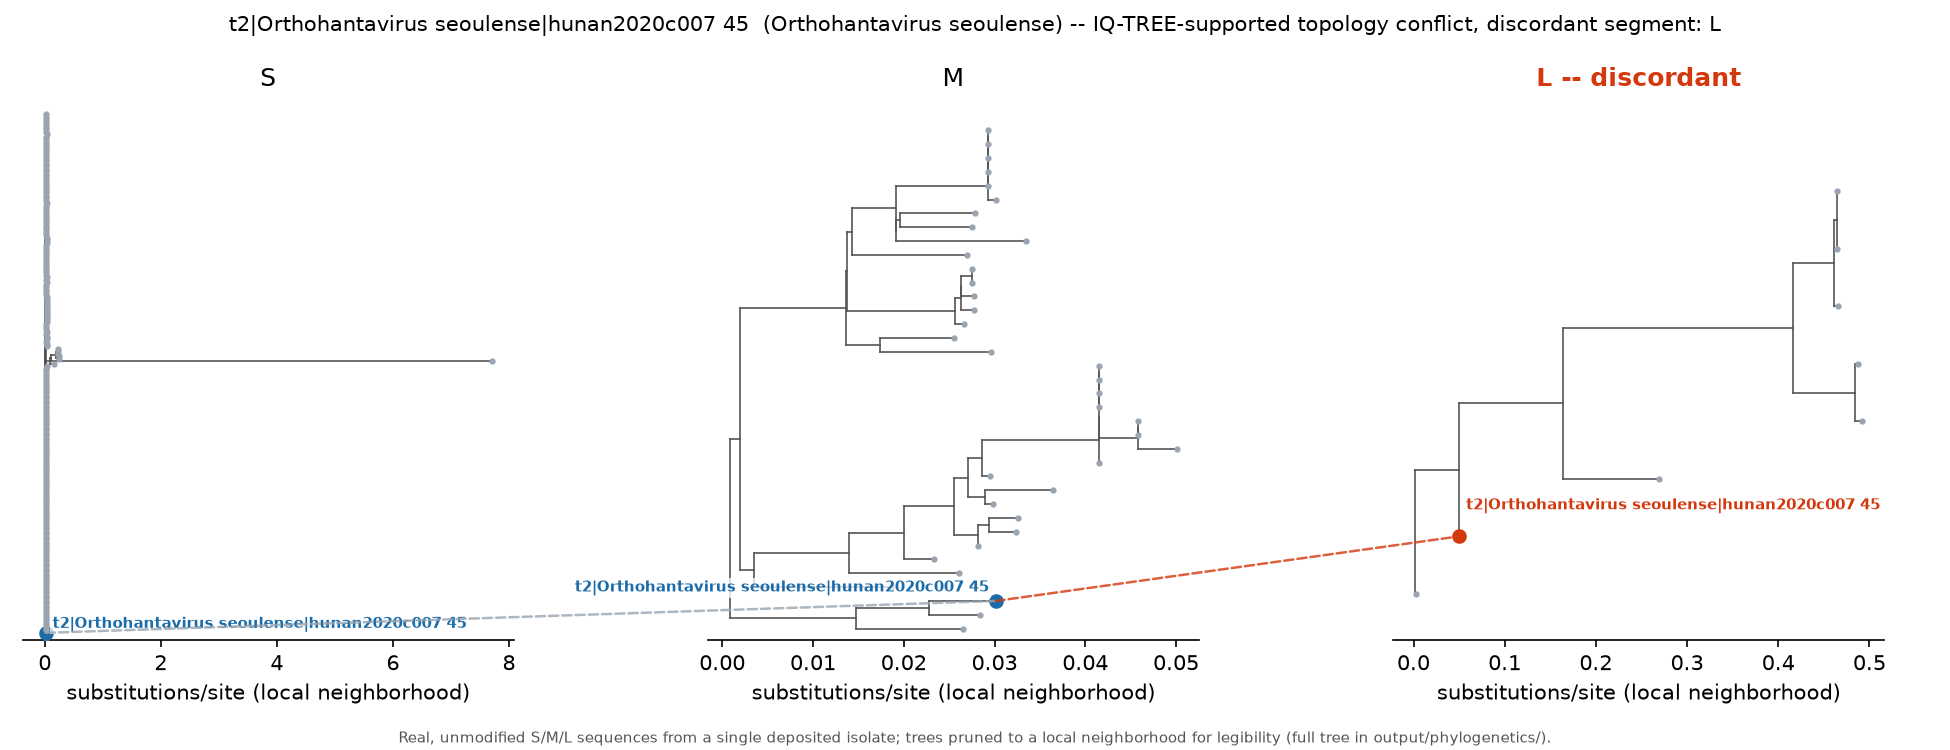 t2|Orthohantavirus seoulense|hunan2020c007 45  (Orthohantavirus seoulense) -- IQ-TREE-supported topology conflict, discordant segment: L
S
M
L -- discordant
t2|Orthohantavirus seoulense|hunan2020c007 45
t2|Orthohantavirus seoulense|hunan2020c007 45
t2|Orthohantavirus seoulense|hunan2020c007 45
0 2 4 6 8
0.00 0.01 0.02 0.03 0.04 0.05
0.0 0.1 0.2 0.3 0.4 0.5
substitutions/site (local neighborhood)
substitutions/site (local neighborhood)
substitutions/site (local neighborhood)
Real, unmodified S/M/L sequences from a single deposited isolate; trees pruned to a local neighborhood for legibility (full tree in output/phylogenetics/).